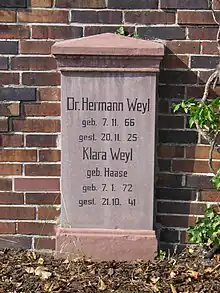 Dr. Hermann Weyl
geb. 7. 11. 66
gest. 20. 11. 25
Klara Weyl
geb. Haase
geb. 7. 1. 72
gest. 21. 10. 41